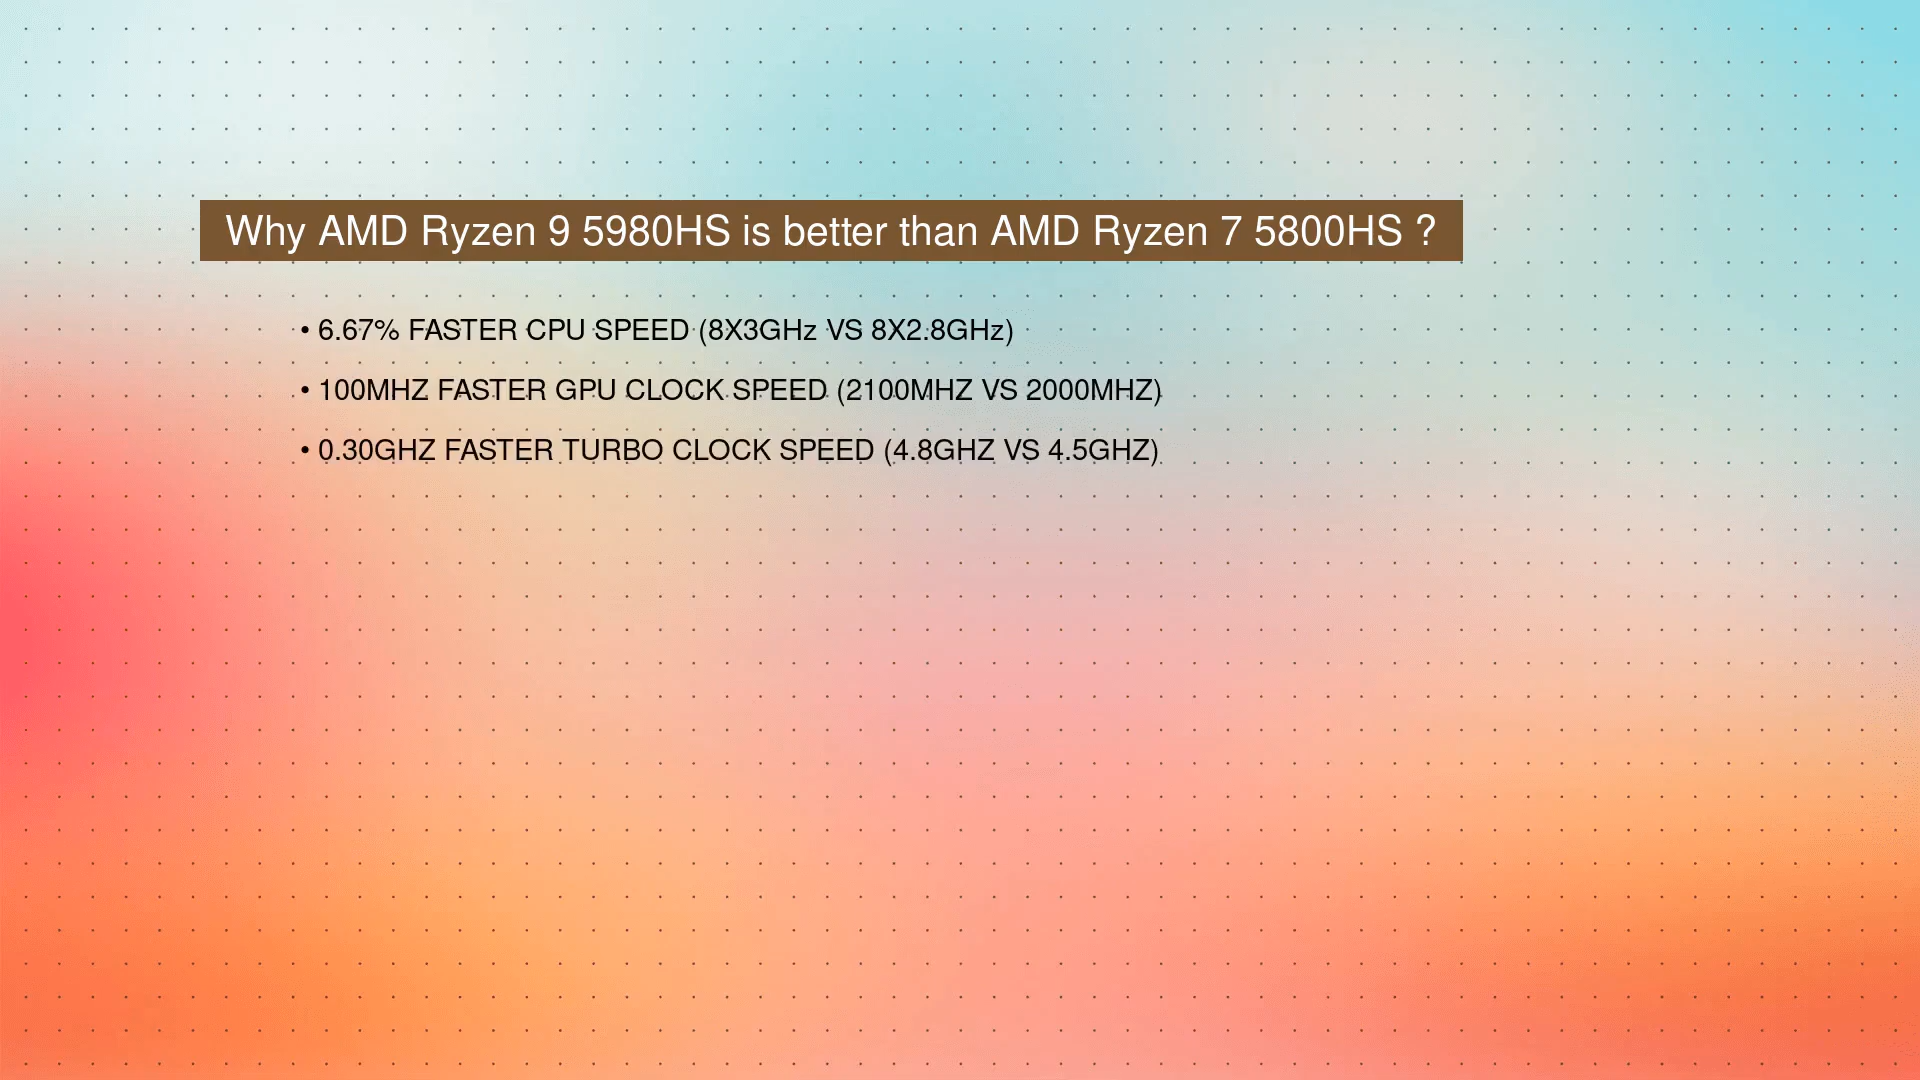 Why AMD Ryzen 9 5980HS is better than AMD Ryzen 7 5800HS ?
• 6.67% FASTER CPU SPEED (8X3GHz VS 8X2.8GHz)
• 100MHZ FASTER GPU CLOCK SPEED (2100MHZ VS 2000MHZ)
• 0.30GHZ FASTER TURBO CLOCK SPEED (4.8GHZ VS 4.5GHZ)